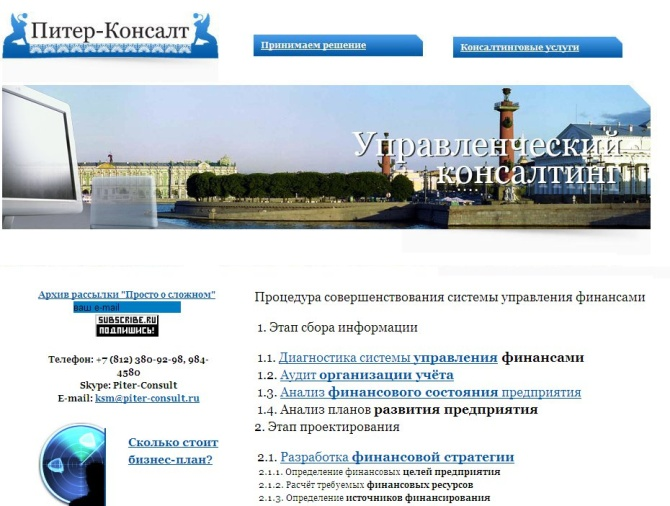 Питер-Консалт
Принимаем решение
Консалтинговые услуги
Управленческий
консалтинг
Архив рассылки "Просто о сложном"
ваш e-mail
SUBSCRIBE.RU
ПОДПИШИСЬ!
Телефон: +7 (812) 380-92-98, 984-
4580
Skype: Piter-Consult
E-mail: ksm@piter-consult.ru
Сколько стоит
бизнес-план?
Процедура совершенствования системы управления финансами
1. Этап сбора информации
1.1. Диагностика системы управления финансами
1.2. Аудит организации учёта
1.3. Анализ финансового состояния предприятия
1.4. Анализ планов развития предприятия
2. Этап проектирования
2.1. Разработка финансовой стратегии
2.1.1. Определение финансовых целей предприятия
2.1.2. Расчёт требуемых финансовых ресурсов
2.1.3. Определение источников финансирования